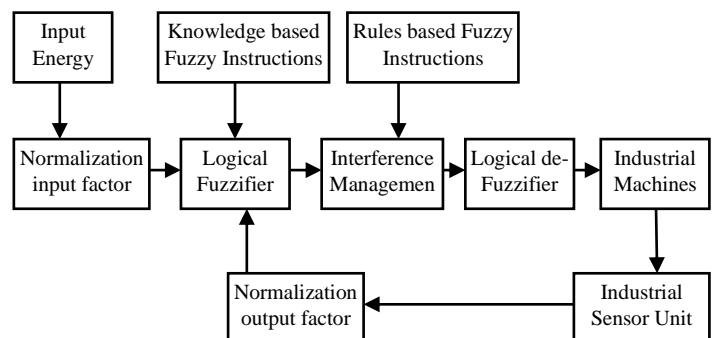 Input
Energy
Knowledge based
Fuzzy Instructions
Rules based Fuzzy
Instructions
Normalization
input factor
Logical
Fuzzifier
Interference
Managemen
Logical de-
Fuzzifier
Industrial
Machines
Normalization
output factor
Industrial
Sensor Unit